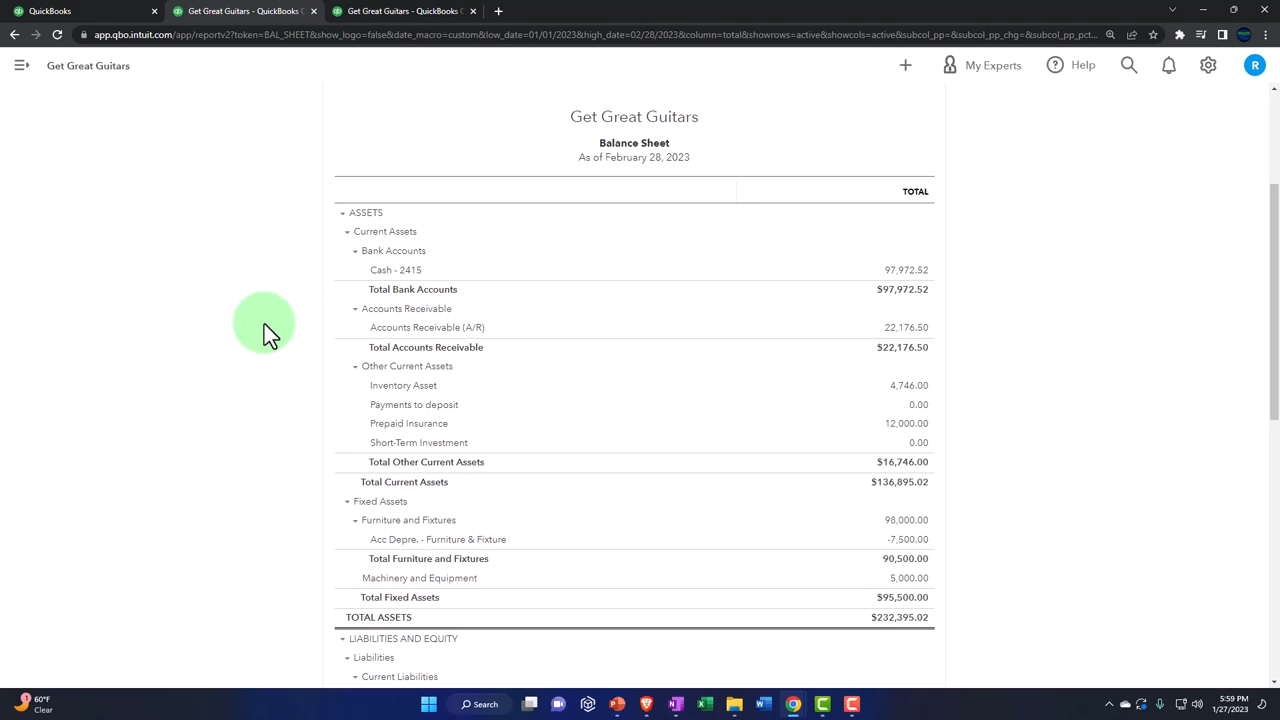 QuickBooks
Get Great Guitars - QuickBooks C
Get Great Guitars - QuickBooks C
app.qbo.intuit.com/app/reportv2?token=BAL_SHEET&show_logo=false&date_macro=custom&low_date=01/01/2023&high_date=02/28/2023&column=total&showrows=active&showcols=active&subcol_pp=&subcol_pp_chg=&subcol_pp_pct...
Get Great Guitars
My Experts
Help
R
Get Great Guitars
Balance Sheet
As of February 28, 2023
TOTAL
ASSETS
Current Assets
Bank Accounts
Cash - 2415 97,972.52
Total Bank Accounts $97,972.52
Accounts Receivable
Accounts Receivable (A/R) 22,176.50
Total Accounts Receivable $22,176.50
Other Current Assets
Inventory Asset 4,746.00
Payments to deposit 0.00
Prepaid Insurance 12,000.00
Short-Term Investment 0.00
Total Other Current Assets $16,746.00
Total Current Assets $136,895.02
Fixed Assets
Furniture and Fixtures 98,000.00
Acc Depre. - Furniture & Fixture -7,500.00
Total Furniture and Fixtures 90,500.00
Machinery and Equipment 5,000.00
Total Fixed Assets $95,500.00
TOTAL ASSETS $232,395.02
LIABILITIES AND EQUITY
Liabilities
Current Liabilities
1
60°F
Clear
Search
5:59 PM
1/27/2023